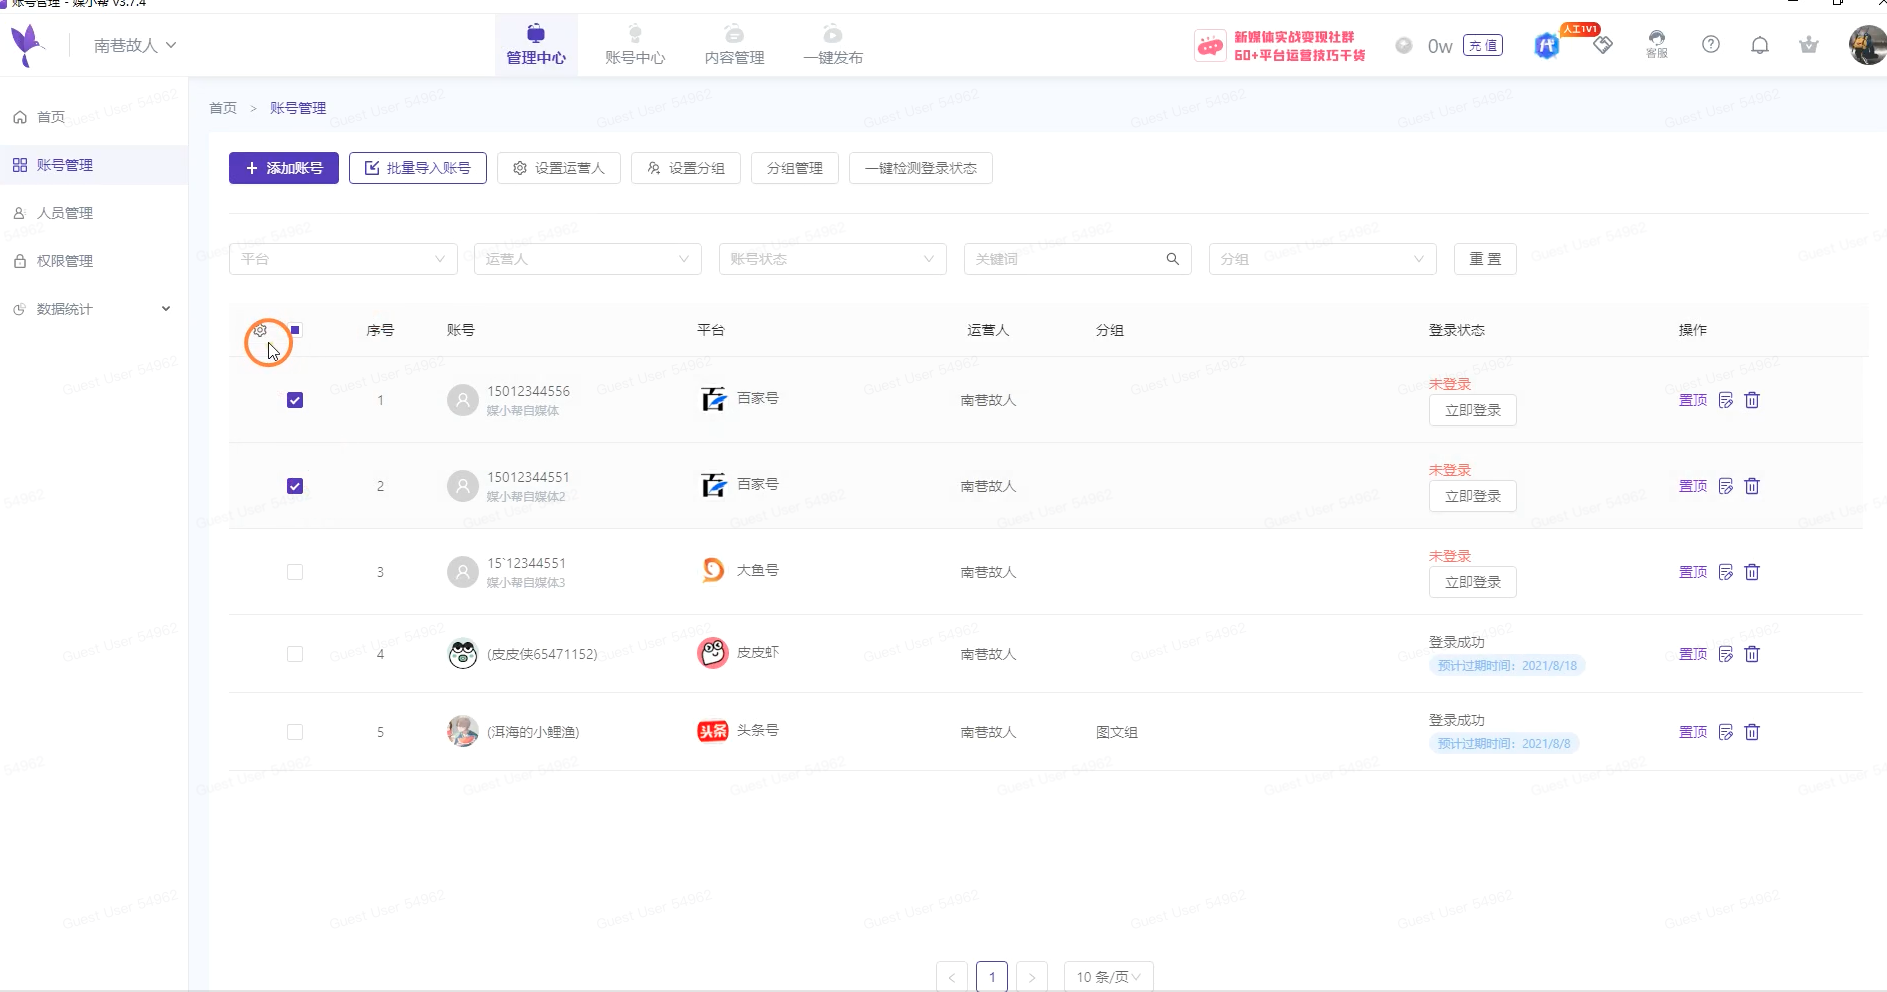 账号管理 - 媒小帮 v3.7.4
南巷故人
管理中心
账号中心
内容管理
一键发布
新媒体实战变现社群
60+平台运营技巧干货
0w
充值
人工1V1
客服
首页
账号管理
人员管理
权限管理
数据统计
首页 > 账号管理
添加账号
批量导入账号
设置运营人
设置分组
分组管理
一键检测登录状态
平台
运营人
账号状态
关键词
分组
重 置
序号 账号 平台 运营人 分组 登录状态 操作
1 15012344556 媒小帮自媒体 百家号 南巷故人 未登录 立即登录 置顶
2 15012344551 媒小帮自媒体2 百家号 南巷故人 未登录 立即登录 置顶
3 15`12344551 媒小帮自媒体3 大鱼号 南巷故人 未登录 立即登录 置顶
4 (皮皮侠65471152) 皮皮虾 南巷故人 登录成功 预计过期时间：2021/8/18 置顶
5 (洱海的小鲤渔) 头条 头条号 南巷故人 图文组 登录成功 预计过期时间：2021/8/8 置顶
< 1 > 10 条/页
Guest User 54962